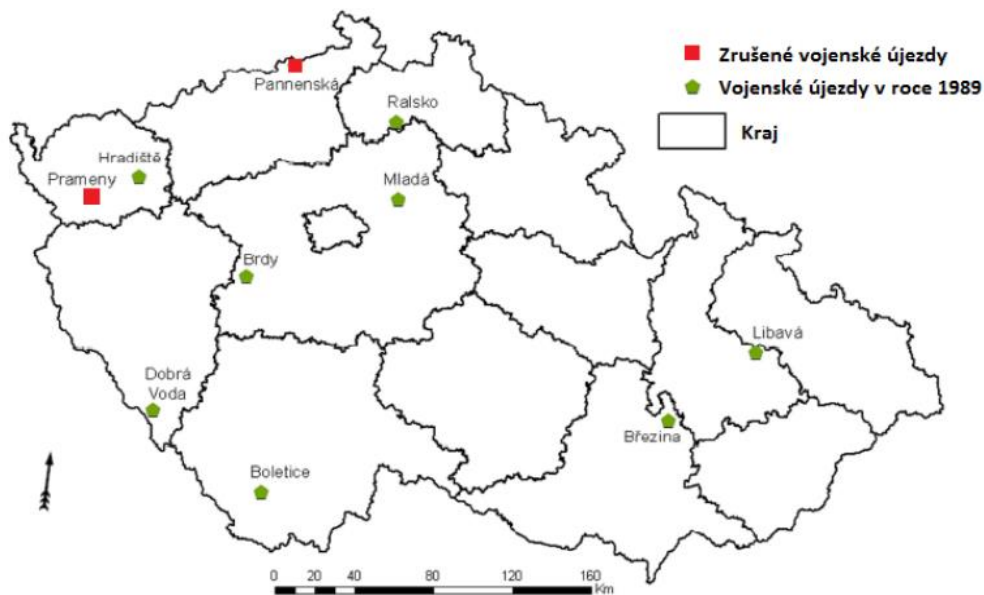 Zrušené vojenské újezdy
Vojenské újezdy v roce 1989
Kraj
Pannenská
Ralsko
Hradiště
Prameny
Mladá
Brdy
Libavá
Dobrá
Voda
Březina
Boletice
0 20 40 80 120 160
Km